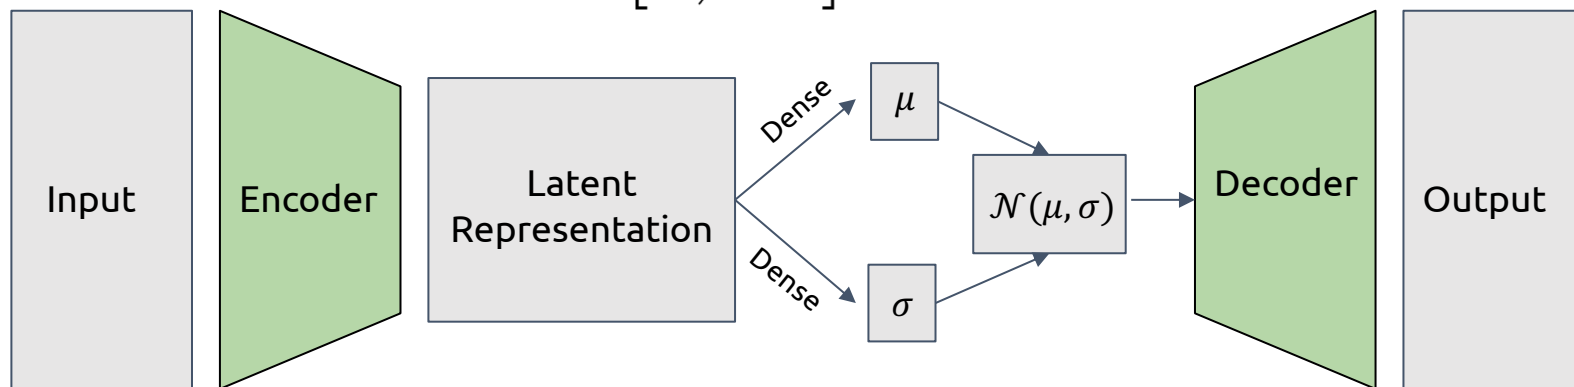 Input
Encoder
Latent
Representation
Dense
Dense
μ
σ
𝒩(μ, σ)
Decoder
Output